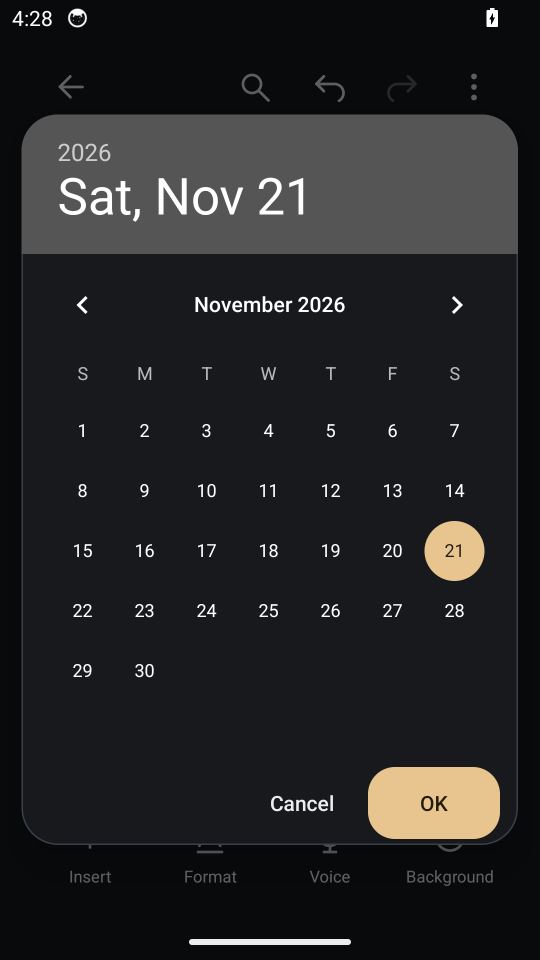 4:28
2026
Sat, Nov 21
November 2026
S M T W T F S
1 2 3 4 5 6 7
8 9 10 11 12 13 14
15 16 17 18 19 20 21
22 23 24 25 26 27 28
29 30
Cancel OK
Insert Format Voice Background